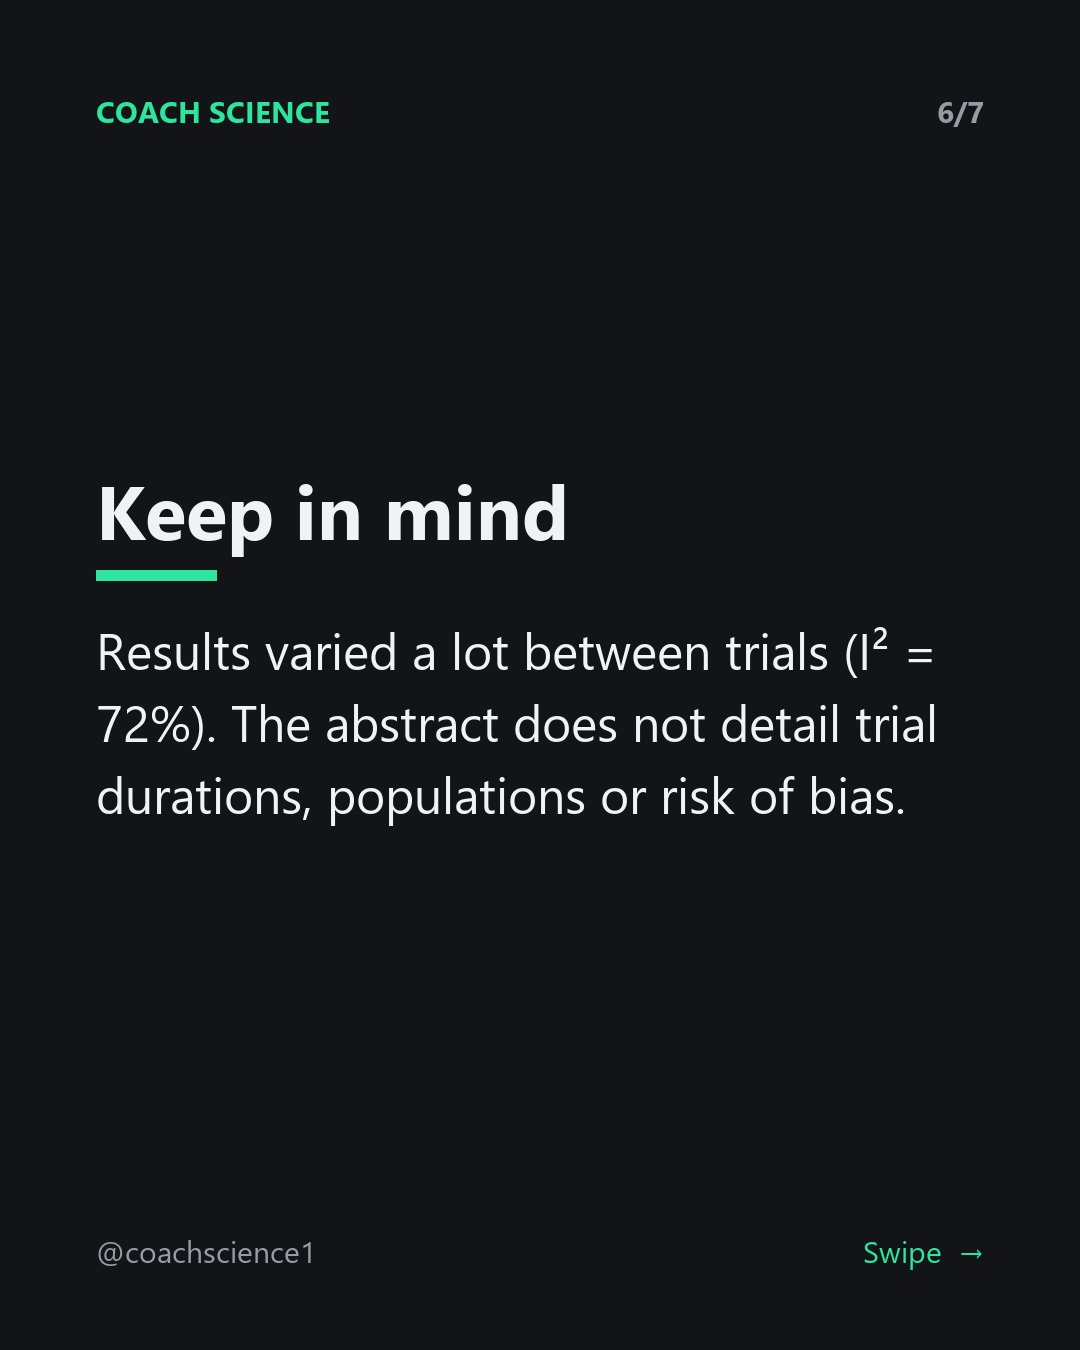 COACH SCIENCE
6/7
Keep in mind
Results varied a lot between trials (I² =
72%). The abstract does not detail trial
durations, populations or risk of bias.
@coachscience1
Swipe →